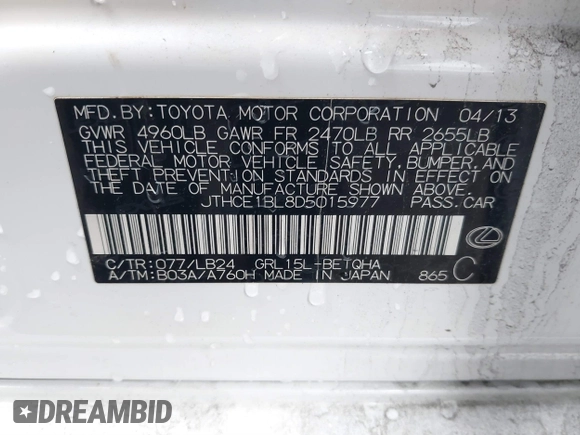 MFD. BY: TOYOTA MOTOR CORPORATION 04/13
GVWR 4960LB GAWR FR 2470LB RR 2655LB
THIS VEHICLE CONFORMS TO ALL APPLICABLE
FEDERAL MOTOR VEHICLE SAFETY, BUMPER, AND
THEFT PREVENTION STANDARDS IN EFFECT ON
THE DATE OF MANUFACTURE SHOWN ABOVE.
JTHCE1BL8D5015977 PASS. CAR
C/TR: 077/LB24 GRL15L-BETQHA
A/TM: B03A/A760H MADE IN JAPAN 865 C
DREAMBID